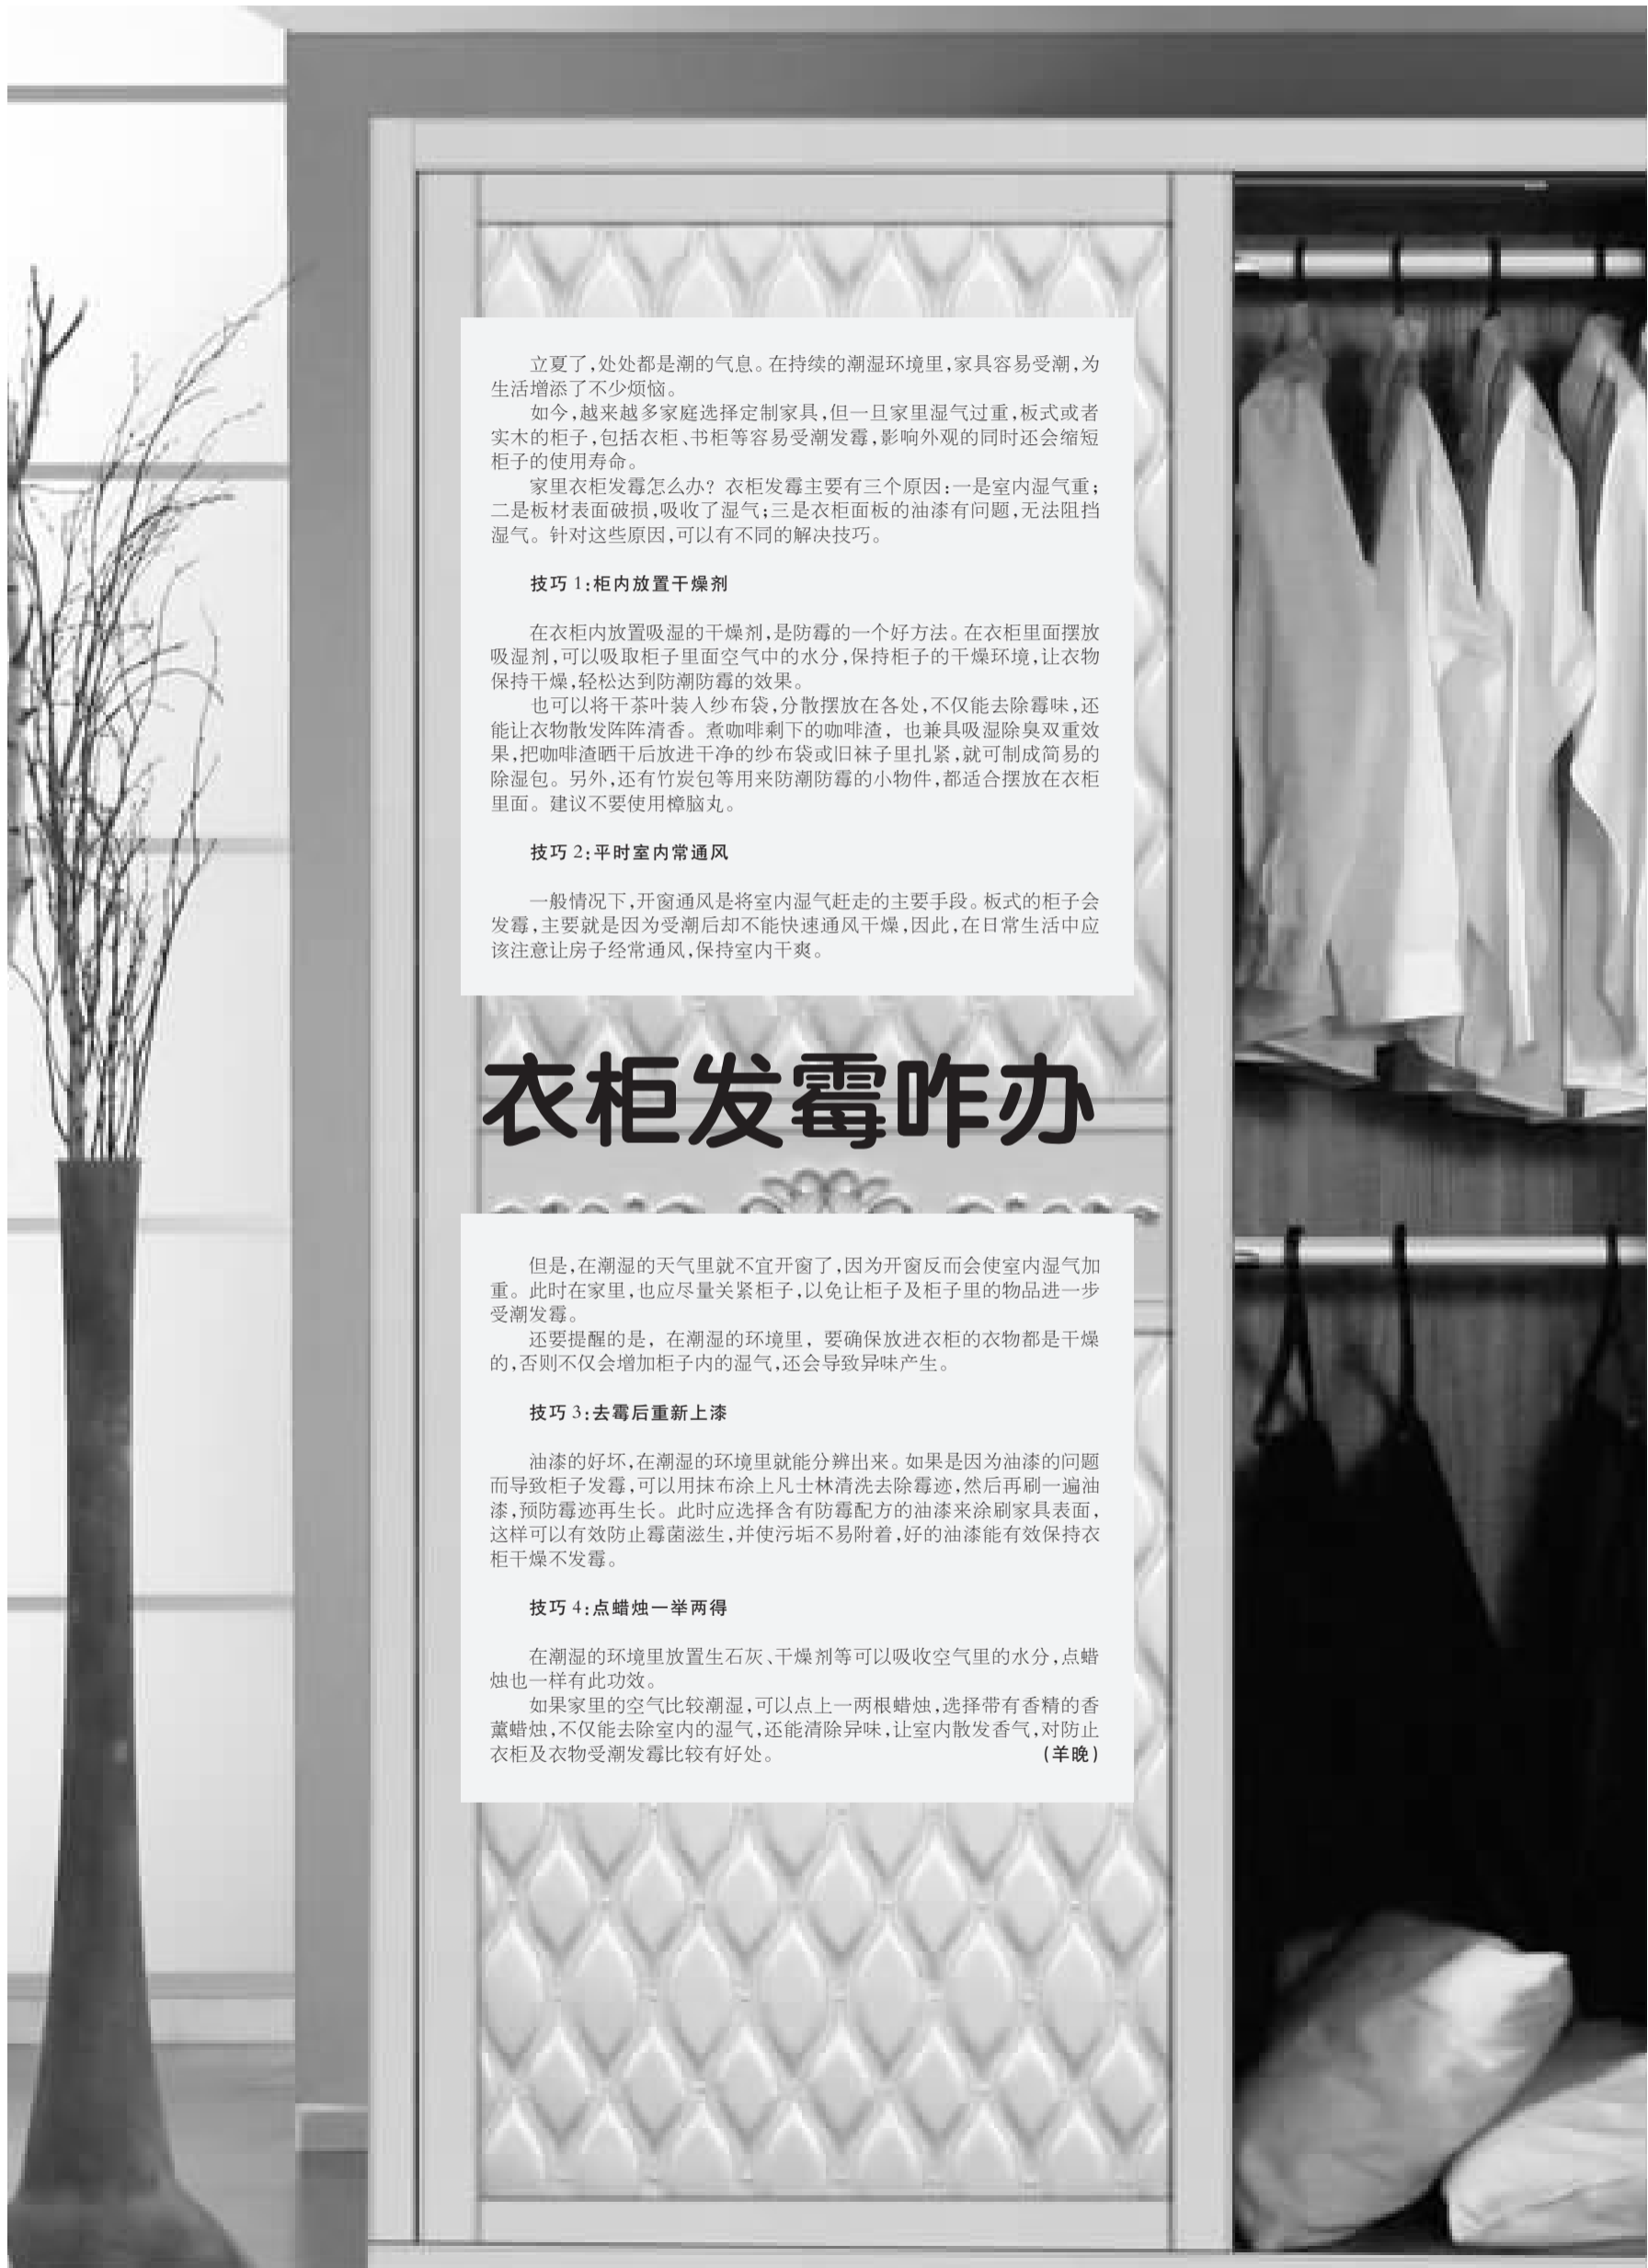 立夏了,处处都是潮的气息。在持续的潮湿环境里,家具容易受潮,为
生活增添了不少烦恼。
如今,越来越多家庭选择定制家具,但一旦家里湿气过重,板式或者
实木的柜子,包括衣柜、书柜等容易受潮发霉,影响外观的同时还会缩短
柜子的使用寿命。
家里衣柜发霉怎么办？衣柜发霉主要有三个原因:一是室内湿气重;
二是板材表面破损,吸收了湿气;三是衣柜面板的油漆有问题,无法阻挡
湿气。针对这些原因,可以有不同的解决技巧。
技巧 1:柜内放置干燥剂
在衣柜内放置吸湿的干燥剂,是防霉的一个好方法。在衣柜里面摆放
吸湿剂,可以吸取柜子里面空气中的水分,保持柜子的干燥环境,让衣物
保持干燥,轻松达到防潮防霉的效果。
也可以将干茶叶装入纱布袋,分散摆放在各处,不仅能去除霉味,还
能让衣物散发阵阵清香。煮咖啡剩下的咖啡渣，也兼具吸湿除臭双重效
果,把咖啡渣晒干后放进干净的纱布袋或旧袜子里扎紧,就可制成简易的
除湿包。另外,还有竹炭包等用来防潮防霉的小物件,都适合摆放在衣柜
里面。建议不要使用樟脑丸。
技巧 2:平时室内常通风
一般情况下,开窗通风是将室内湿气赶走的主要手段。板式的柜子会
发霉,主要就是因为受潮后却不能快速通风干燥,因此,在日常生活中应
该注意让房子经常通风,保持室内干爽。
衣柜发霉咋办
但是,在潮湿的天气里就不宜开窗了,因为开窗反而会使室内湿气加
重。此时在家里,也应尽量关紧柜子,以免让柜子及柜子里的物品进一步
受潮发霉。
还要提醒的是，在潮湿的环境里，要确保放进衣柜的衣物都是干燥
的,否则不仅会增加柜子内的湿气,还会导致异味产生。
技巧 3:去霉后重新上漆
油漆的好坏,在潮湿的环境里就能分辨出来。如果是因为油漆的问题
而导致柜子发霉,可以用抹布涂上凡士林清洗去除霉迹,然后再刷一遍油
漆,预防霉迹再生长。此时应选择含有防霉配方的油漆来涂刷家具表面,
这样可以有效防止霉菌滋生,并使污垢不易附着,好的油漆能有效保持衣
柜干燥不发霉。
技巧 4:点蜡烛一举两得
在潮湿的环境里放置生石灰、干燥剂等可以吸收空气里的水分,点蜡
烛也一样有此功效。
如果家里的空气比较潮湿,可以点上一两根蜡烛,选择带有香精的香
薰蜡烛,不仅能去除室内的湿气,还能清除异味,让室内散发香气,对防止
衣柜及衣物受潮发霉比较有好处。 (羊晚)